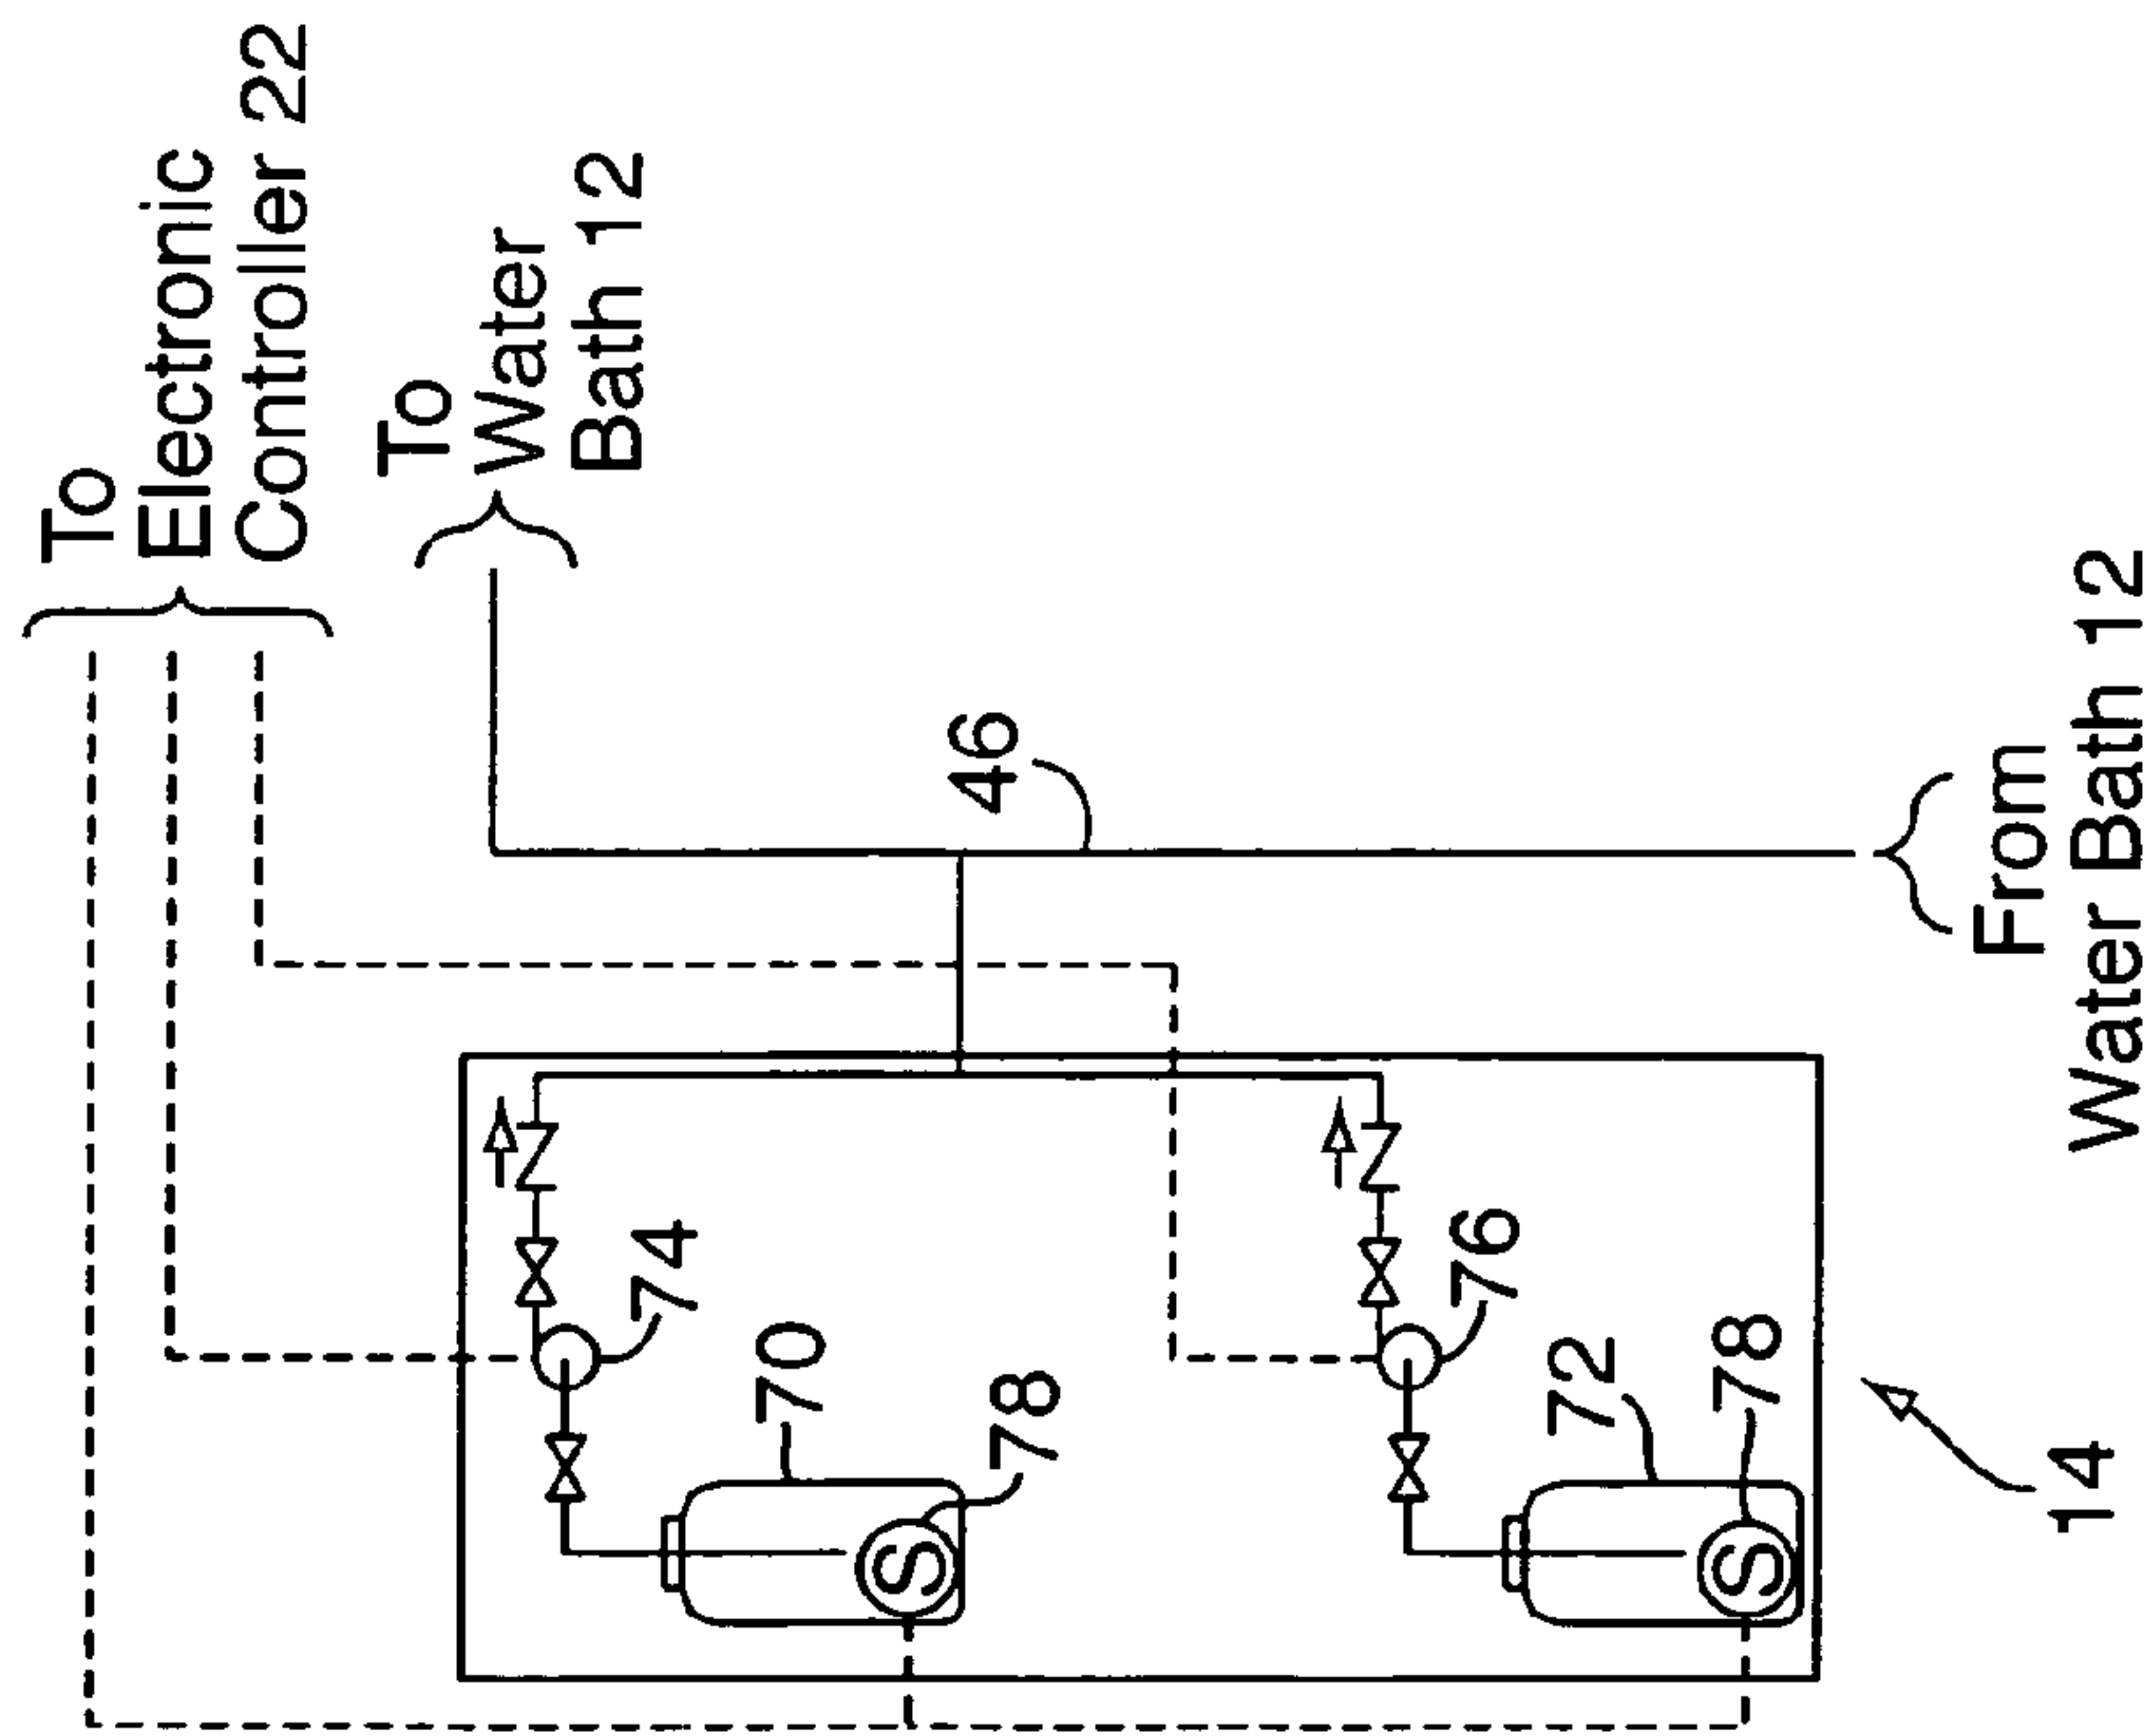 To
Electronic
Controller 22
To
Water
Bath 12
46
74
70
78
76
72
S
78
S
14
From
Water Bath 12